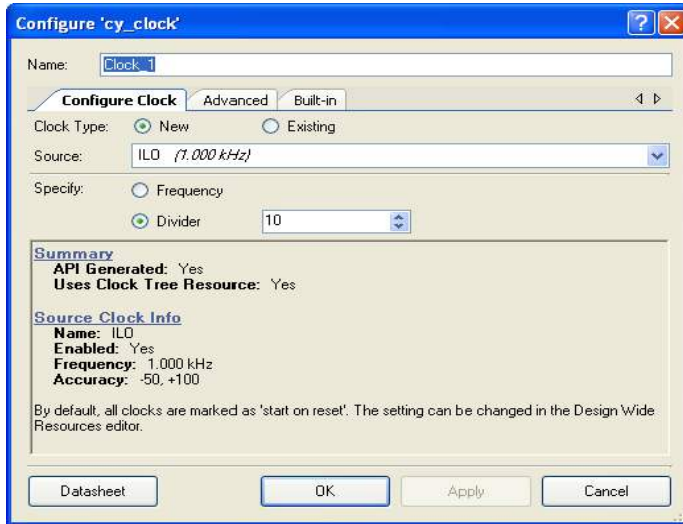 Configure 'cy_clock'
Name: Clock_1
Configure Clock Advanced Built-in
Clock Type: New Existing
Source: ILO (1.000 kHz)
Specify: Frequency
Divider 10
Summary
API Generated: Yes
Uses Clock Tree Resource: Yes
Source Clock Info
Name: ILO
Enabled: Yes
Frequency: 1.000 kHz
Accuracy: -50, +100
By default, all clocks are marked as 'start on reset'. The setting can be changed in the Design Wide
Resources editor.
Datasheet OK Apply Cancel